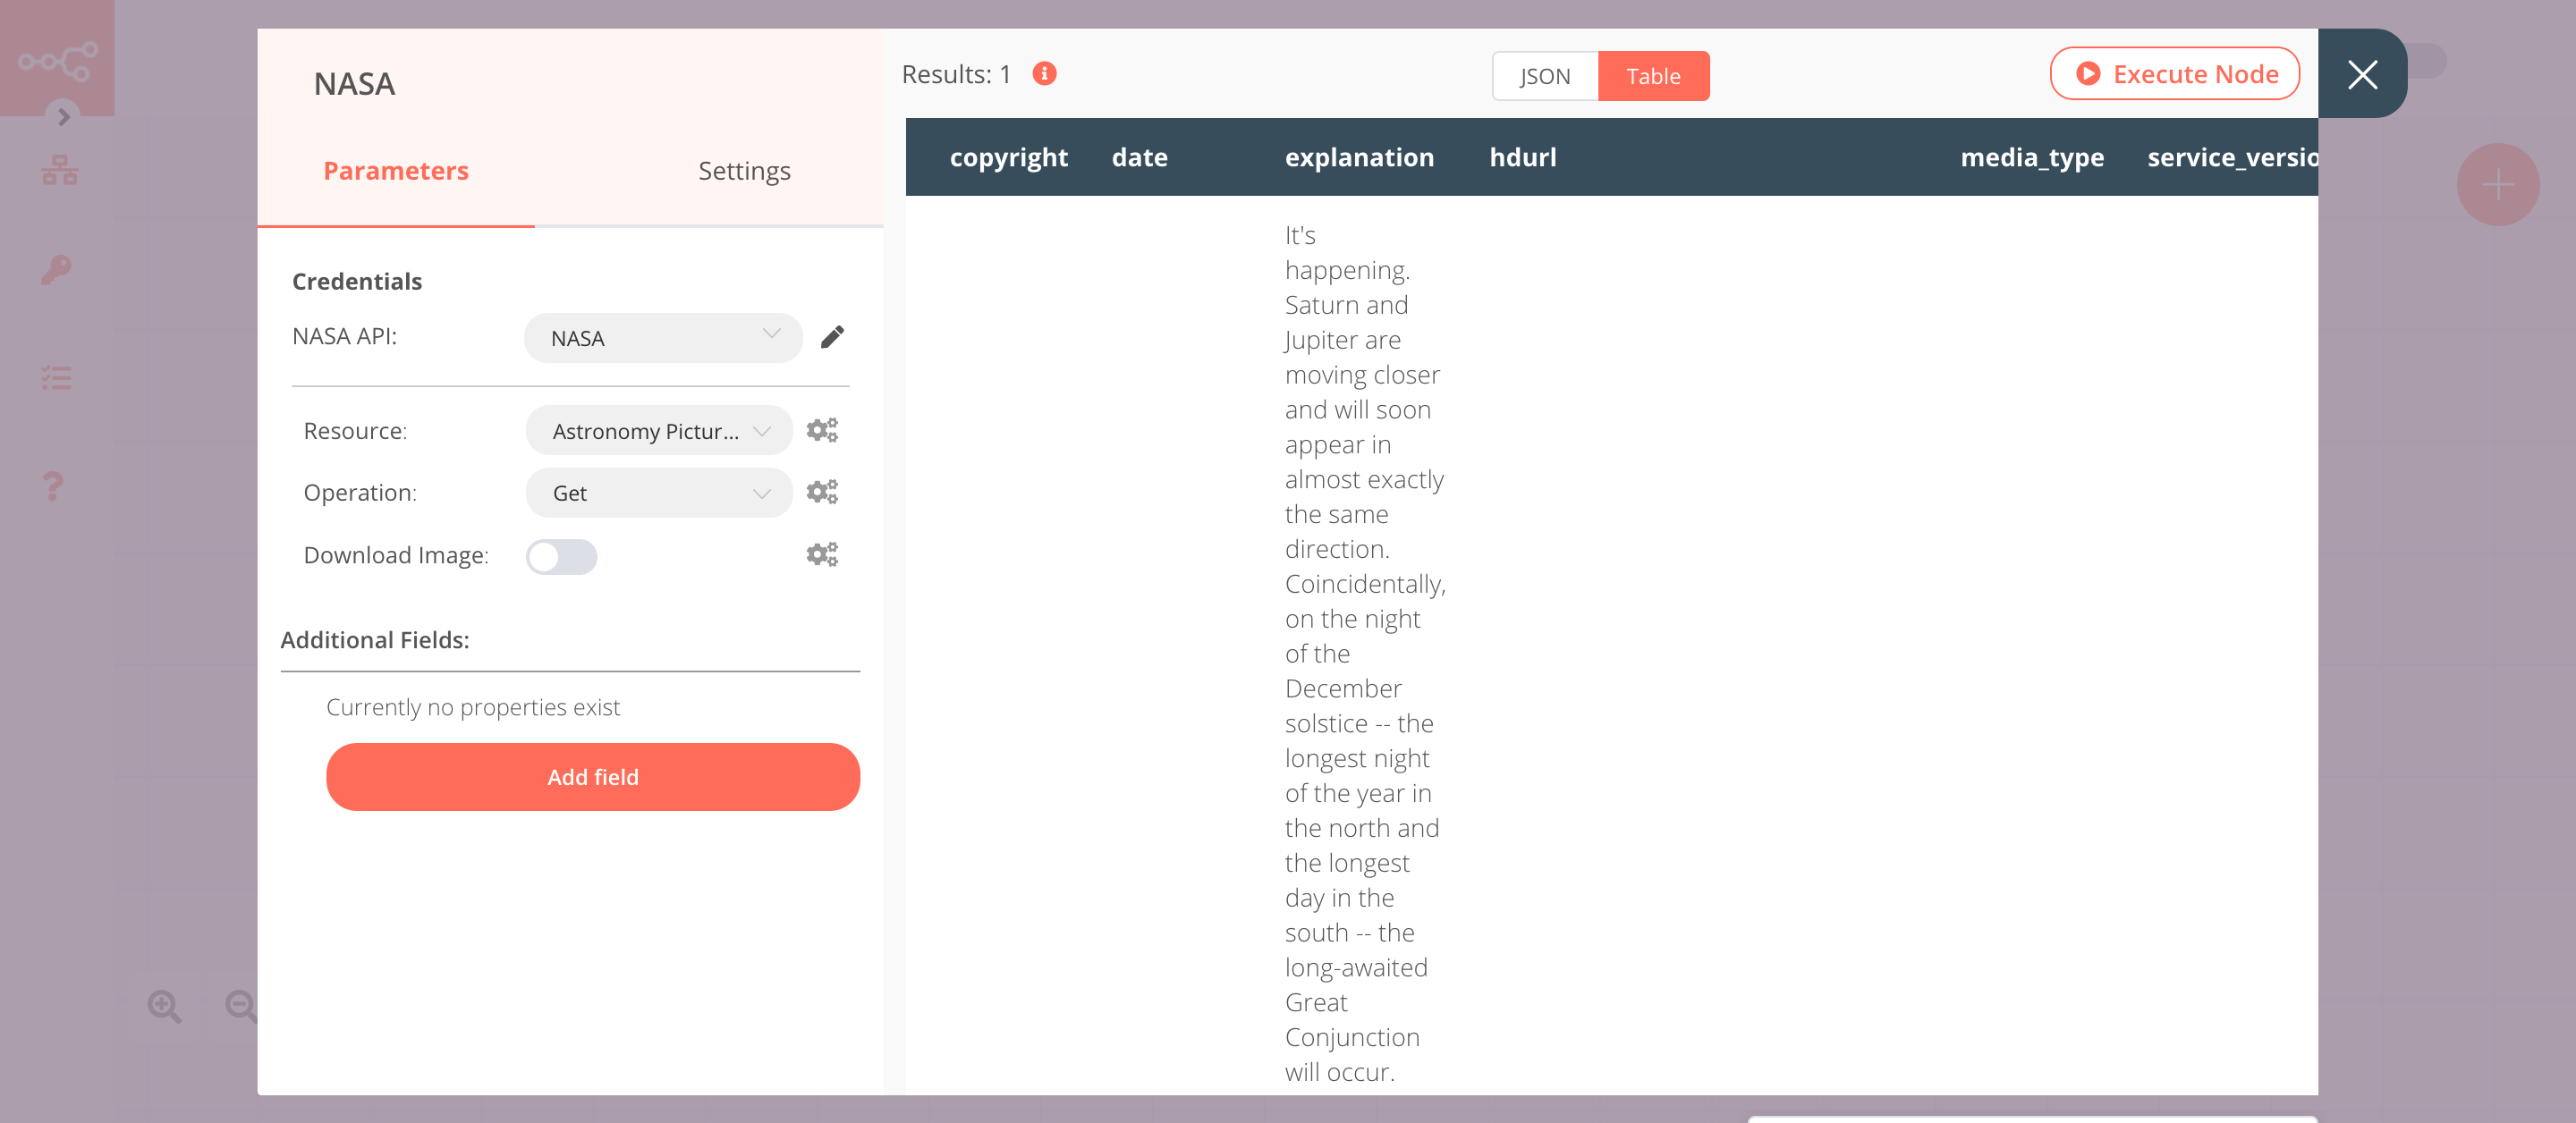 NASA
Parameters
Settings
Credentials
NASA API:
NASA
Resource:
Astronomy Pictur...
Operation:
Get
Download Image:
Additional Fields:
Currently no properties exist
Add field
Results: 1
JSON
Table
Execute Node
copyright
date
explanation
hdurl
media_type
service_versio
It's
happening.
Saturn and
Jupiter are
moving closer
and will soon
appear in
almost exactly
the same
direction.
Coincidentally,
on the night
of the
December
solstice -- the
longest night
of the year in
the north and
the longest
day in the
south -- the
long-awaited
Great
Conjunction
will occur.